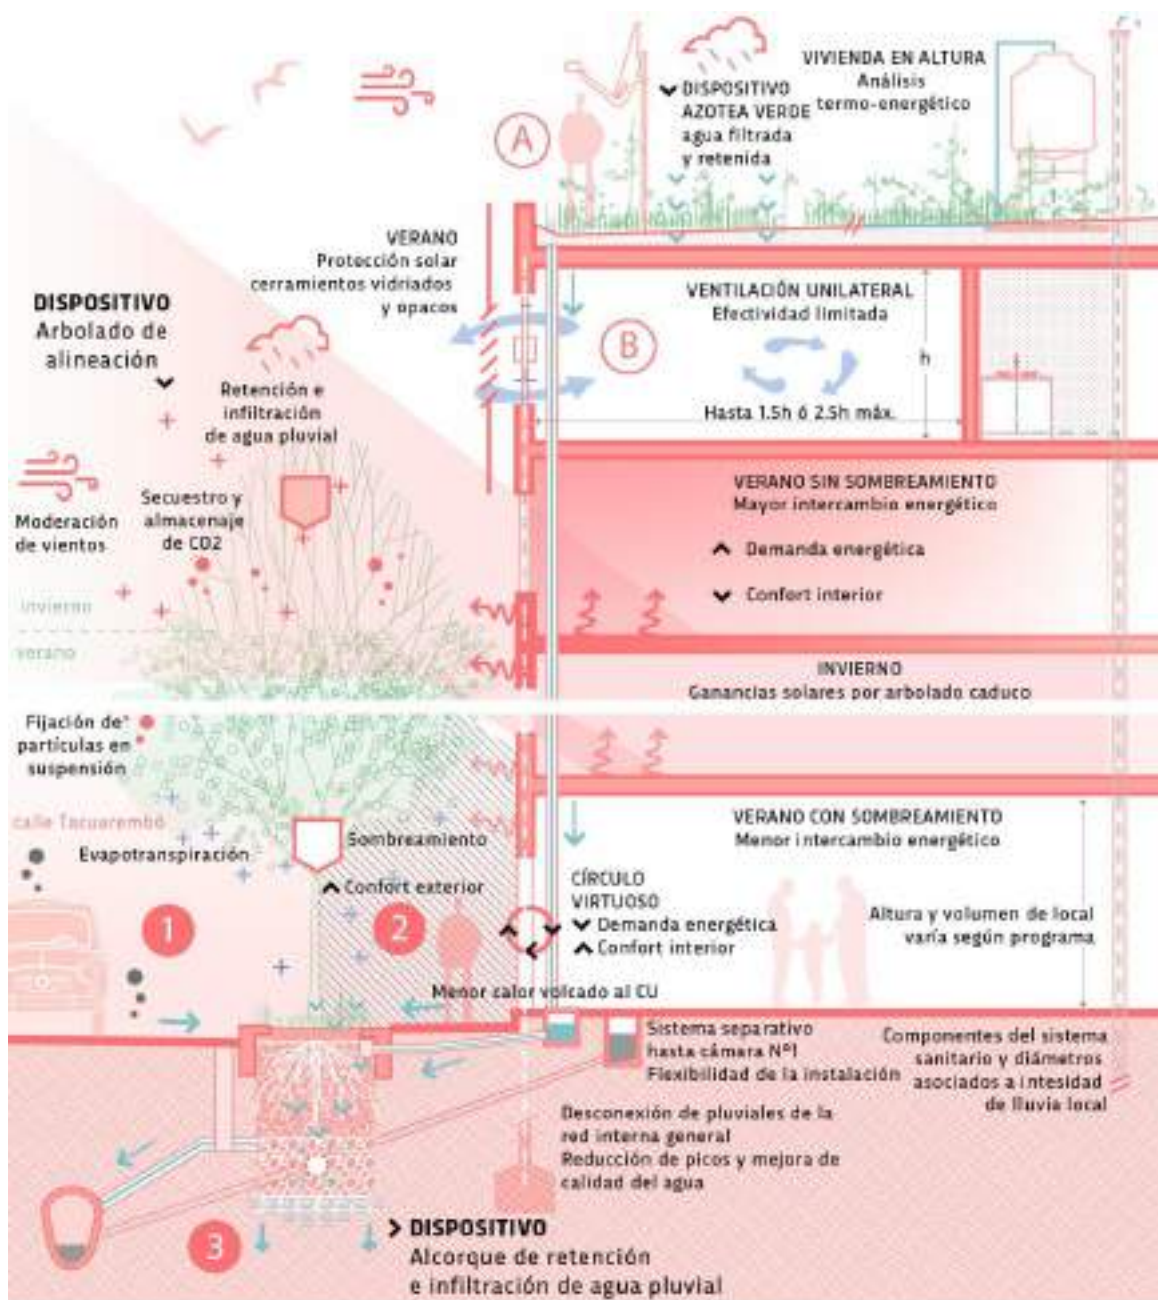 VIVIENDA EN ALTURA
Análisis
termo-energético
DISPOSITIVO
AZOTEA VERDE
agua filtrada
y retenida
A
VERANO
Protección solar
cerramientos vidriados
y opacos
DISPOSITIVO
Arbolado de
alineación
VENTILACIÓN UNILATERAL
Efectividad limitada
B
h
Hasta 1.5h ó 2.5h máx.
Retención e
infiltración
de agua pluvial
Secuestro y
almacenaje
de CO2
Moderación
de vientos
VERANO SIN SOMBREAMIENTO
Mayor intercambio energético
Demanda energética
Confort interior
invierno
verano
INVIERNO
Ganancias solares por arbolado caduco
Fijación de
partículas en
suspensión
calle Tacuarembó
Evapotranspiración
Sombreamiento
Confort exterior
VERANO CON SOMBREAMIENTO
Menor intercambio energético
CÍRCULO
VIRTUOSO
Demanda energética
Confort interior
Altura y volumen de local
varía según programa
1
2
Menor calor volcado al CU
Sistema separativo
hasta cámara Nº1
Flexibilidad de la instalación
Componentes del sistema
sanitario y diámetros
asociados a intesidad
de lluvia local
Desconexión de pluviales de la
red interna general
Reducción de picos y mejora de
calidad del agua
3
> DISPOSITIVO
Alcorque de retención
e infiltración de agua pluvial